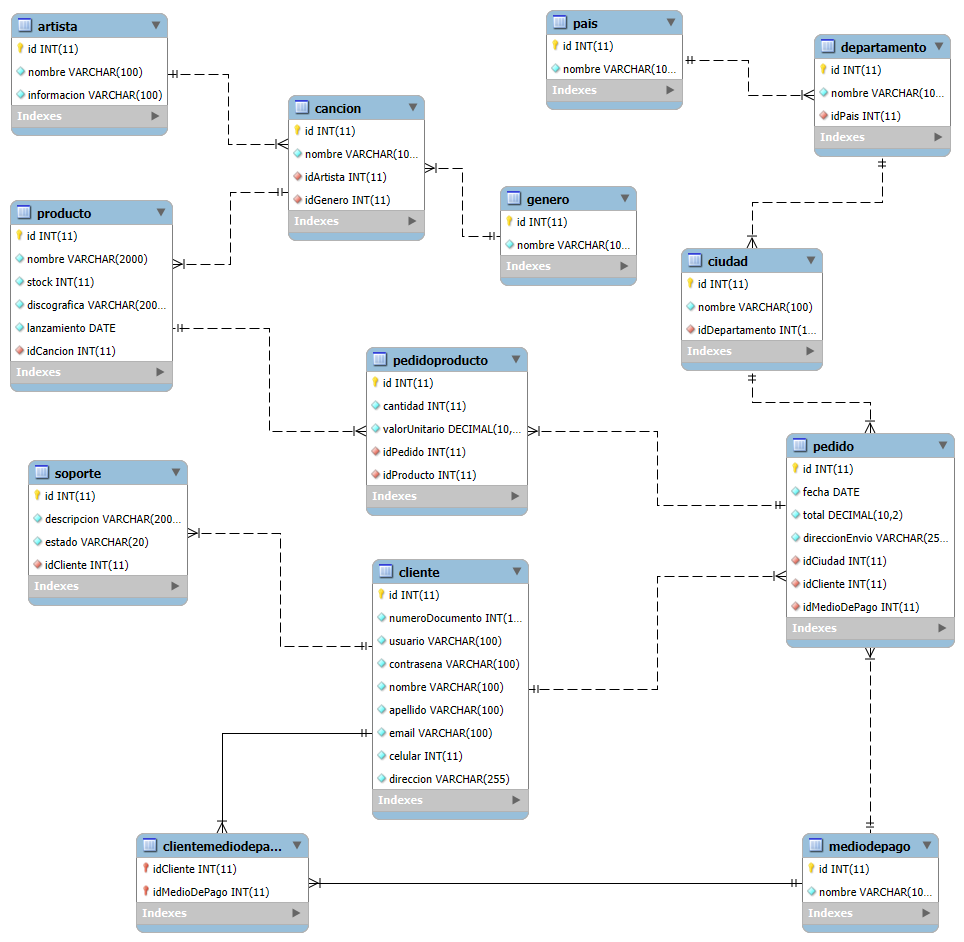 artista
id INT(11)
nombre VARCHAR(100)
informacion VARCHAR(100)
Indexes
pais
id INT(11)
nombre VARCHAR(10...
Indexes
departamento
id INT(11)
nombre VARCHAR(10...
idPais INT(11)
Indexes
cancion
id INT(11)
nombre VARCHAR(10...
idArtista INT(11)
idGenero INT(11)
Indexes
genero
id INT(11)
nombre VARCHAR(10...
Indexes
producto
id INT(11)
nombre VARCHAR(2000)
stock INT(11)
discografica VARCHAR(200...
lanzamiento DATE
idCancion INT(11)
Indexes
ciudad
id INT(11)
nombre VARCHAR(100)
idDepartamento INT(1...
Indexes
pedidoproducto
id INT(11)
cantidad INT(11)
valorUnitario DECIMAL(10,...
idPedido INT(11)
idProducto INT(11)
Indexes
pedido
id INT(11)
fecha DATE
total DECIMAL(10,2)
direccionEnvio VARCHAR(25...
idCiudad INT(11)
idCliente INT(11)
idMedioDePago INT(11)
Indexes
soporte
id INT(11)
descripcion VARCHAR(200...
estado VARCHAR(20)
idCliente INT(11)
Indexes
cliente
id INT(11)
numeroDocumento INT(1...
usuario VARCHAR(100)
contrasena VARCHAR(100)
nombre VARCHAR(100)
apellido VARCHAR(100)
email VARCHAR(100)
celular INT(11)
direccion VARCHAR(255)
Indexes
clientemediodepa...
idCliente INT(11)
idMedioDePago INT(11)
Indexes
mediodepago
id INT(11)
nombre VARCHAR(10...
Indexes